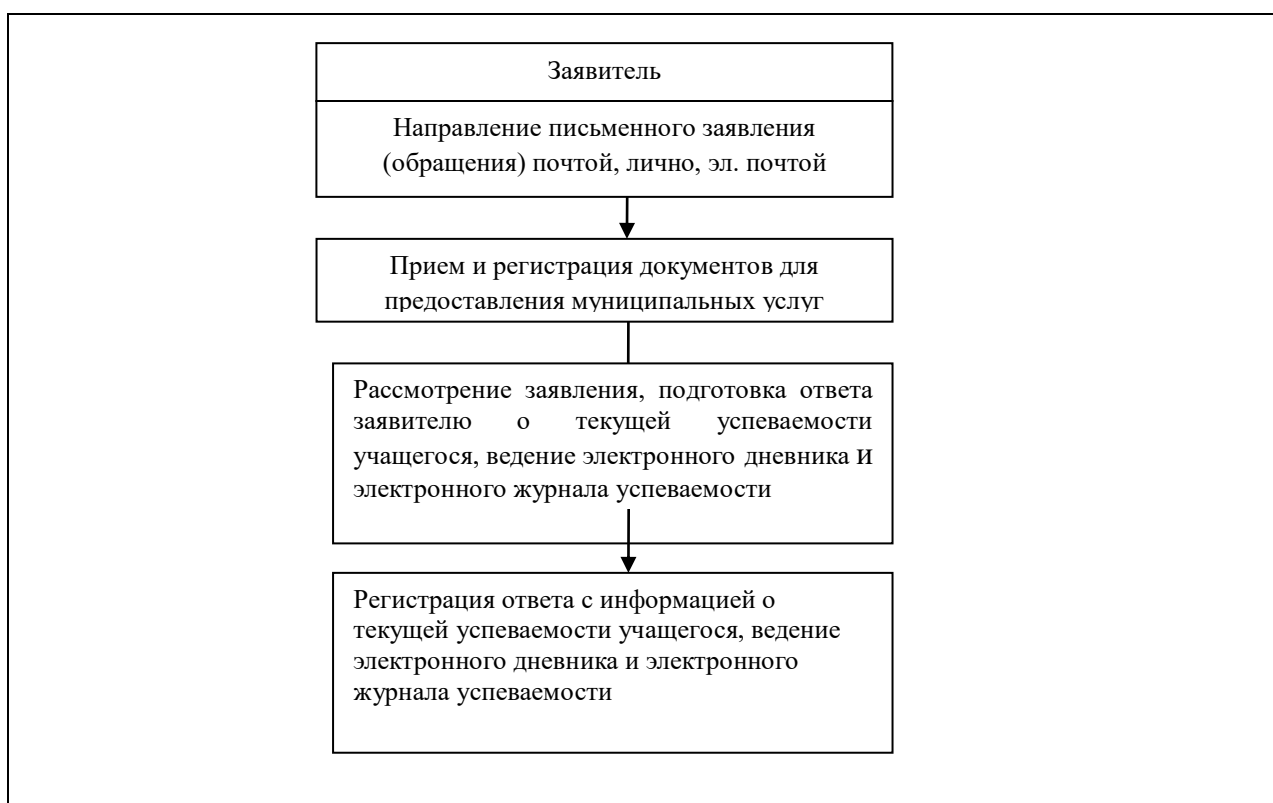 Заявитель
Направление письменного заявления
(обращения) почтой, лично, эл. почтой
Прием и регистрация документов для
предоставления муниципальных услуг
Рассмотрение заявления, подготовка ответа
заявителю о текущей успеваемости
учащегося, ведение электронного дневника и
электронного журнала успеваемости
Регистрация ответа с информацией о
текущей успеваемости учащегося, ведение
электронного дневника и электронного
журнала успеваемости